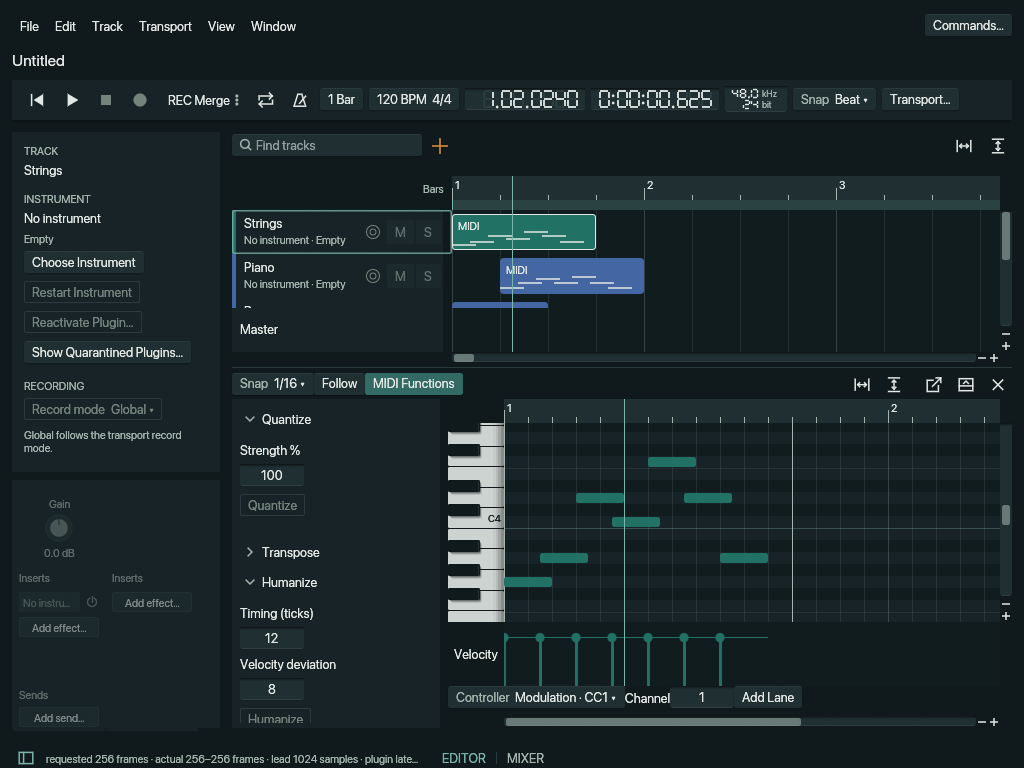 File Edit Track Transport View Window Commands...
Untitled
REC Merge 1 Bar 120 BPM 4/4 1.02.0240 0:00:00.625 48.0 kHz 24 bit Snap Beat Transport...
TRACK
Strings
INSTRUMENT
No instrument
Empty
Choose Instrument
Restart Instrument
Reactivate Plugin...
Show Quarantined Plugins...
RECORDING
Record mode Global
Global follows the transport record
mode.
Gain
0.0 dB
Inserts Inserts
No instru... Add effect...
Add effect...
Sends
Add send...
Find tracks
Bars 1 2 3
Strings
No instrument · Empty M S
MIDI
Piano
No instrument · Empty M S
MIDI
Master
Snap 1/16 Follow MIDI Functions
Quantize
Strength %
100
Quantize
Transpose
Humanize
Timing (ticks)
12
Velocity deviation
8
Humanize
1 2
C4
Velocity
Controller Modulation · CC1 Channel 1 Add Lane
requested 256 frames · actual 256–256 frames · lead 1024 samples · plugin late... EDITOR MIXER